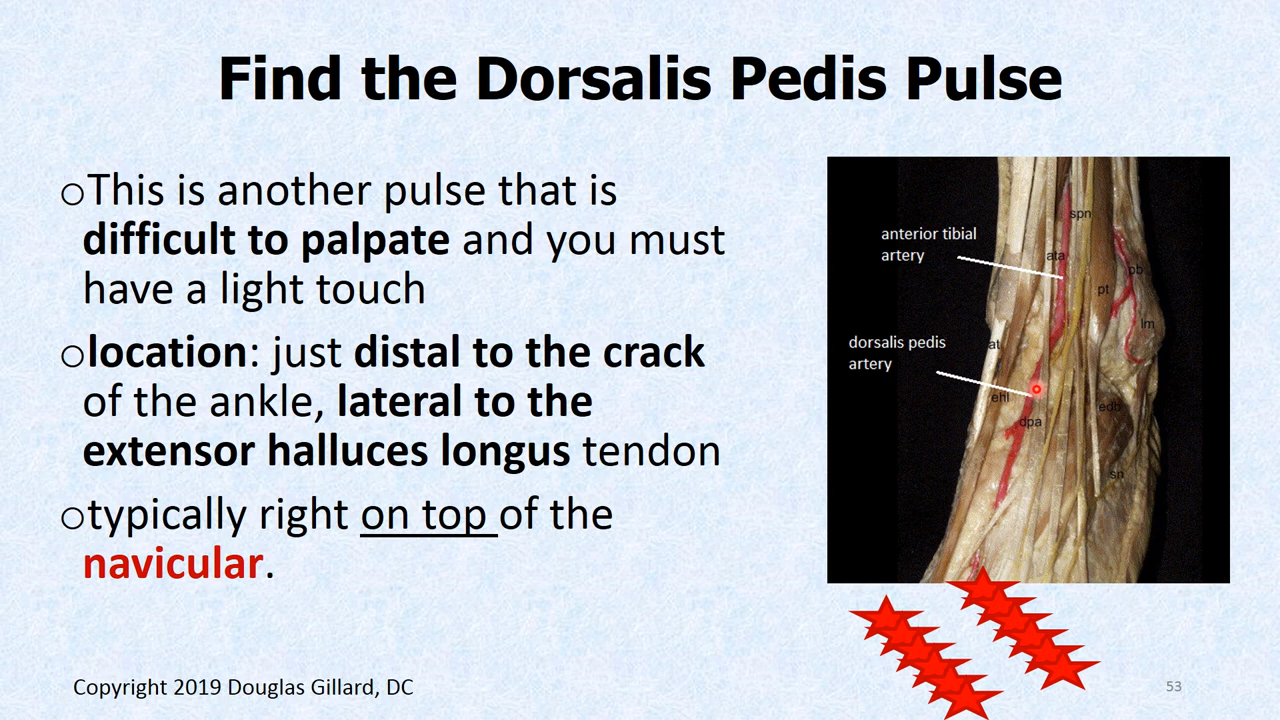 Find the Dorsalis Pedis Pulse
oThis is another pulse that is
difficult to palpate and you must
have a light touch
olocation: just distal to the crack
of the ankle, lateral to the
extensor halluces longus tendon
otypically right on top of the
navicular.
anterior tibial
artery
dorsalis pedis
artery
spn
ata
pb
pt
lm
at
ehl
edb
dpa
sn
Copyright 2019 Douglas Gillard, DC
53